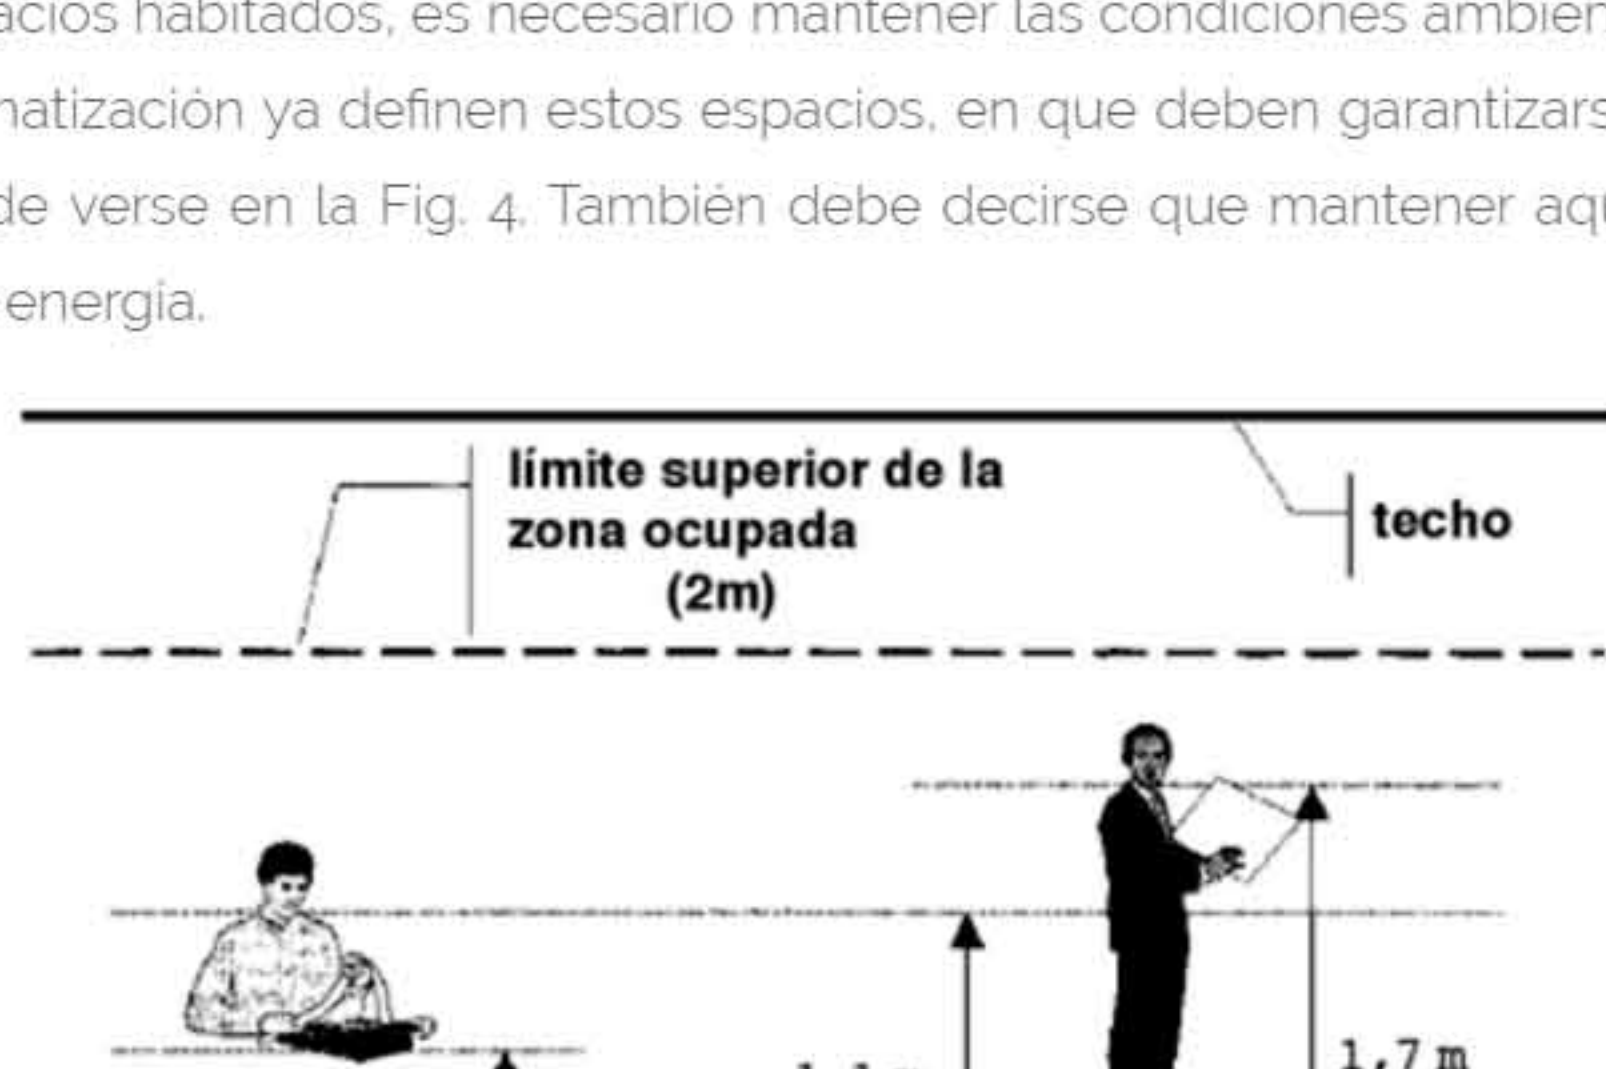 acios habitados, es necesario mantener las condiciones ambien
natización ya definen estos espacios, en que deben garantizars
de verse en la Fig. 4. También debe decirse que mantener aqu
energía.
límite superior de la
zona ocupada
(2m)
techo
1,7 m